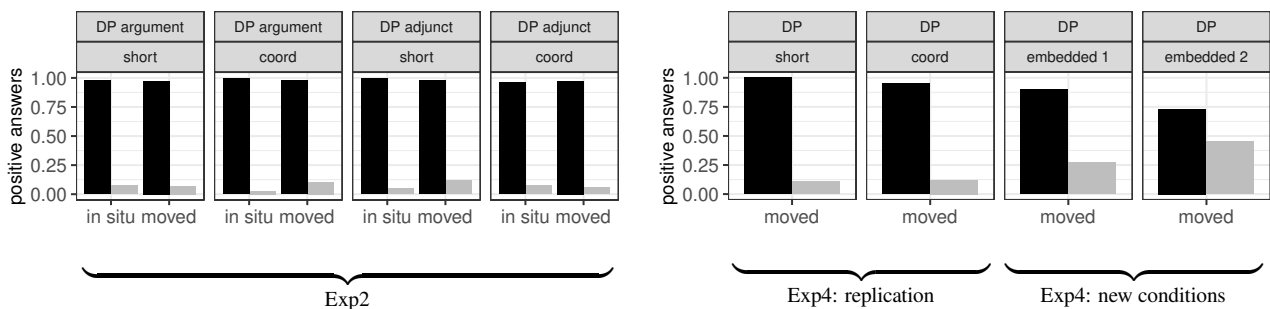 DP argument DP argument DP adjunct DP adjunct
short coord short coord
positive answers
1.00
0.75
0.50
0.25
0.00
in situ moved in situ moved in situ moved in situ moved
Exp2
DP DP DP DP
short coord embedded 1 embedded 2
positive answers
1.00
0.75
0.50
0.25
0.00
moved moved moved moved
Exp4: replication Exp4: new conditions